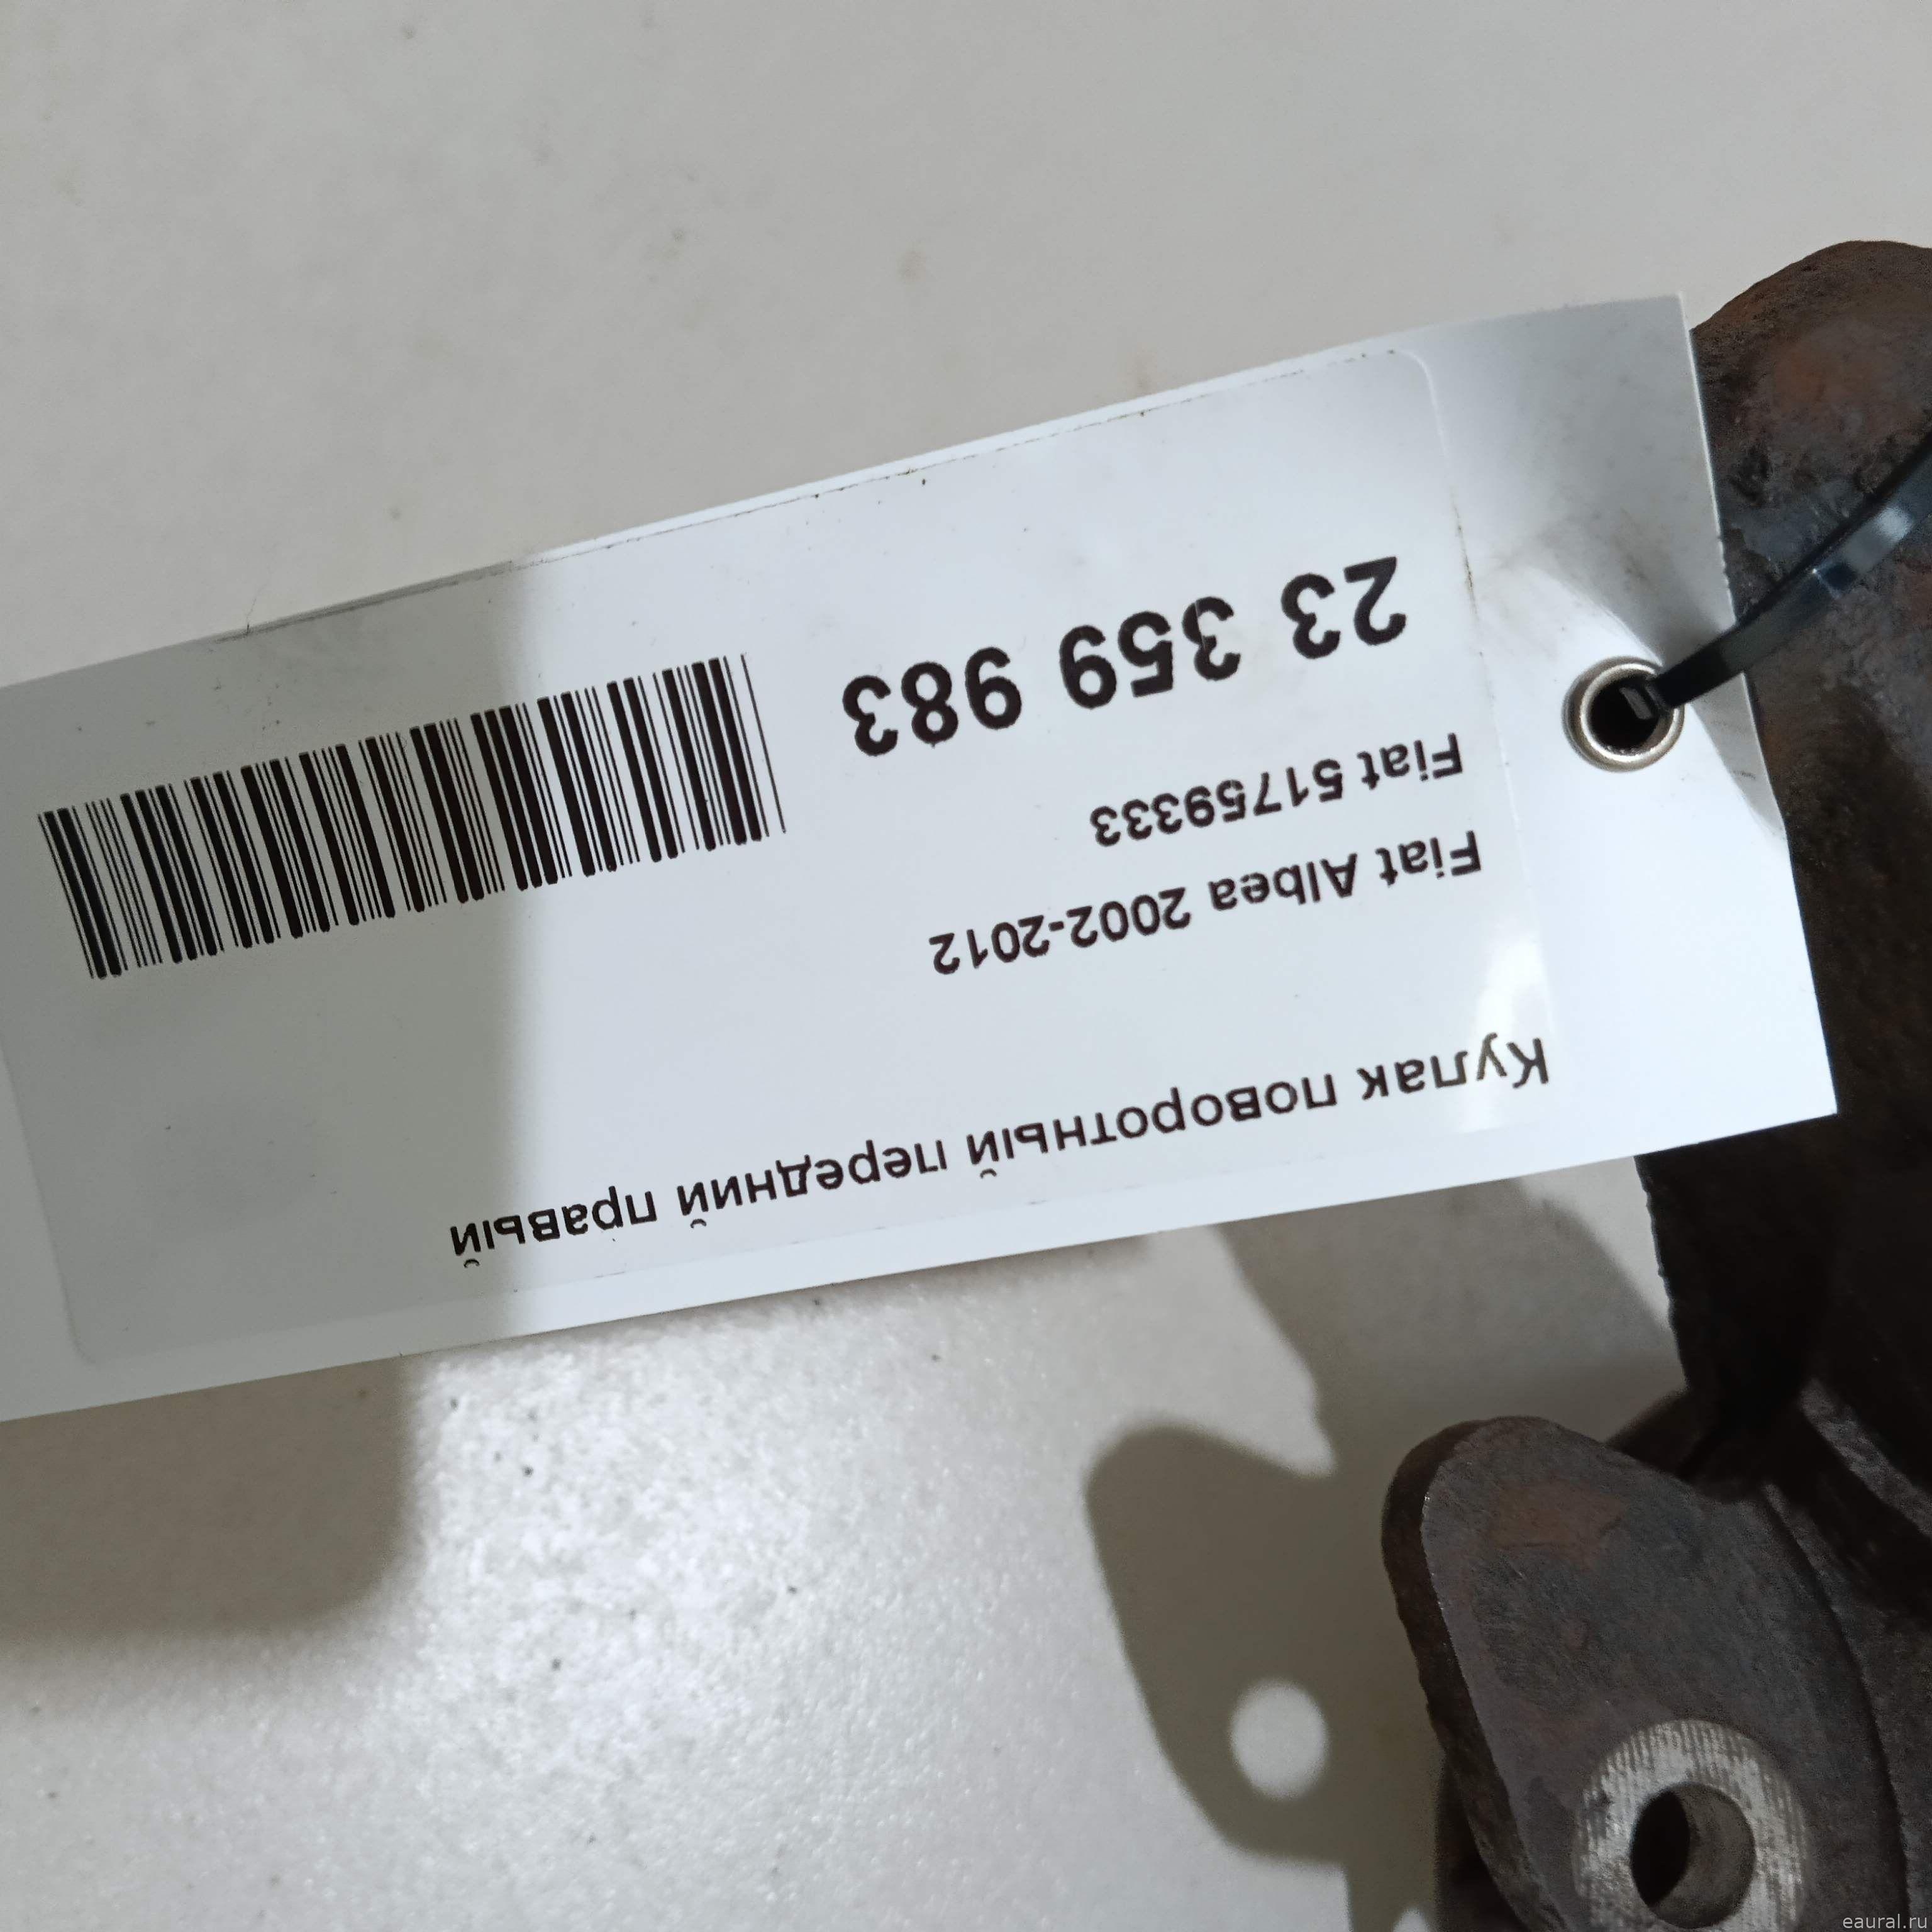 Кулак поворотный передний правый
Fiat Albea 2002-2012
Fiat 51759333
23 359 983
eaural.ru